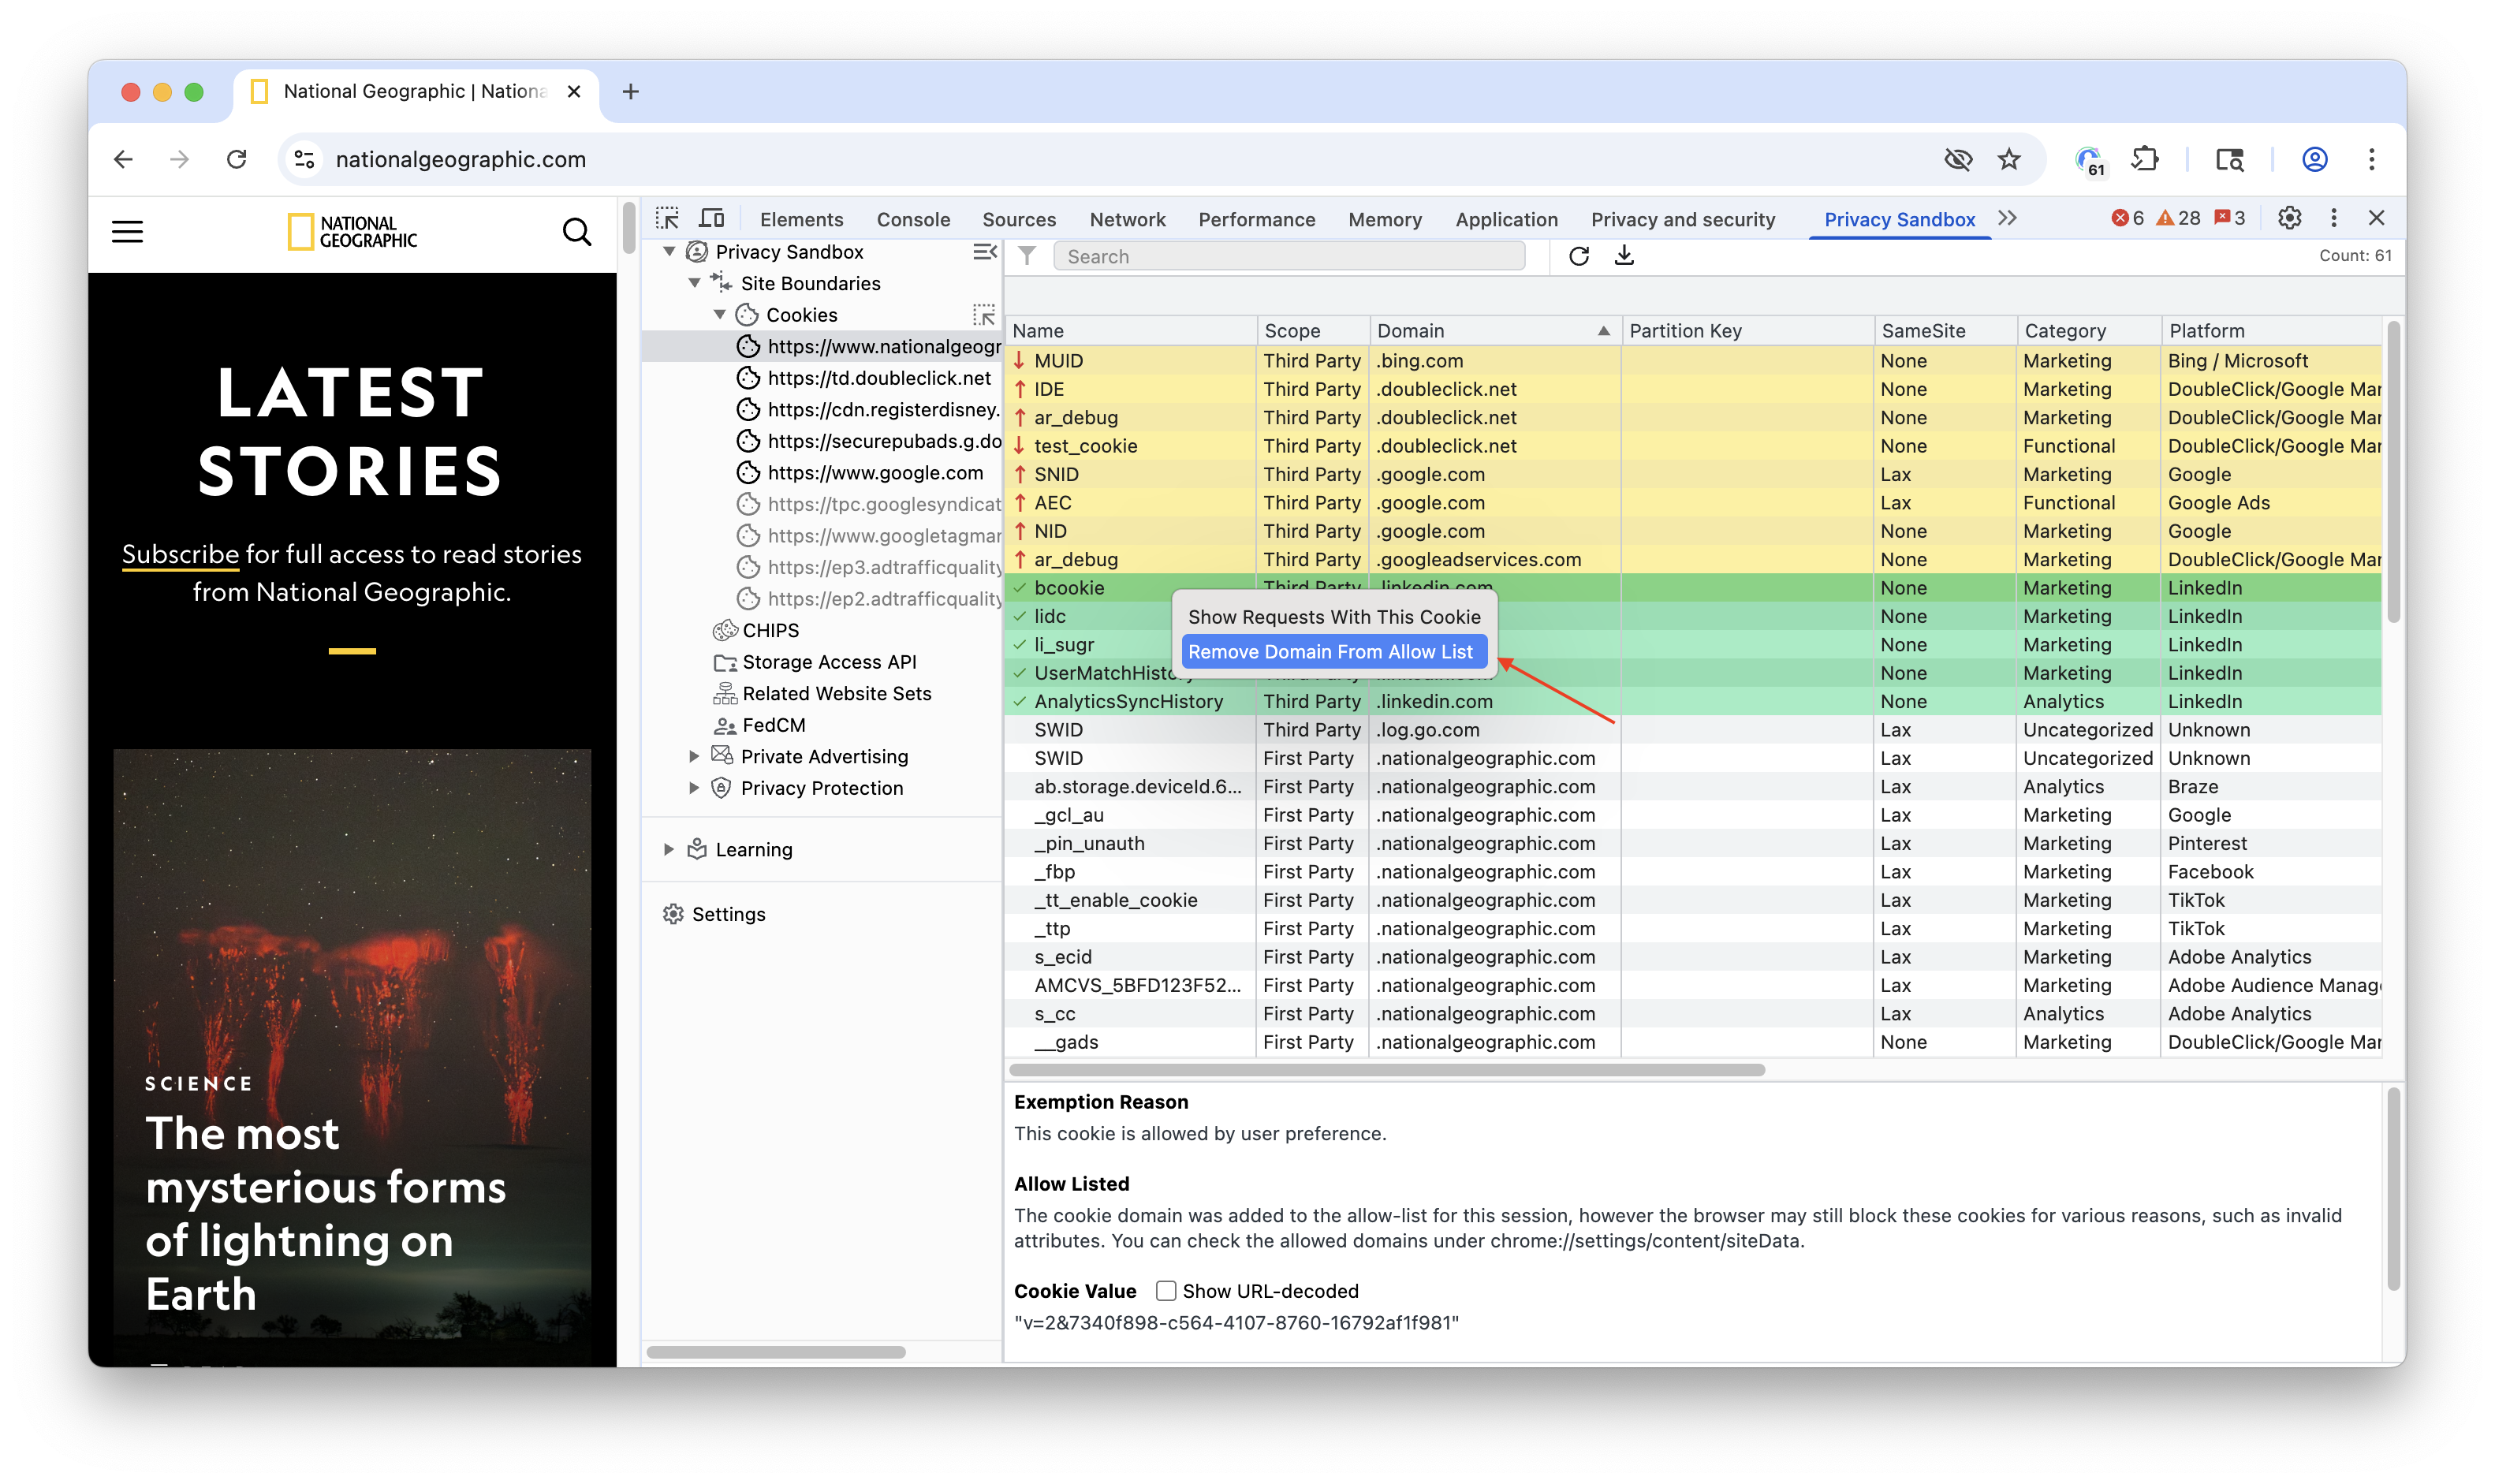 National Geographic | Nationa
nationalgeographic.com
61
NATIONAL
GEOGRAPHIC
LATEST
STORIES
Subscribe for full access to read stories
from National Geographic.
SCIENCE
The most
mysterious forms
of lightning on
Earth
Elements Console Sources Network Performance Memory Application Privacy and security Privacy Sandbox 6 28 3
Privacy Sandbox
Site Boundaries
Cookies
https://www.nationalgeogr
https://td.doubleclick.net
https://cdn.registerdisney.
https://securepubads.g.do
https://www.google.com
https://tpc.googlesyndicat
https://www.googletagmar
https://ep3.adtrafficquality
https://ep2.adtrafficquality
CHIPS
Storage Access API
Related Website Sets
FedCM
Private Advertising
Privacy Protection
Learning
Settings
Search Count: 61
Name Scope Domain Partition Key SameSite Category Platform
MUID Third Party .bing.com None Marketing Bing / Microsoft
IDE Third Party .doubleclick.net None Marketing DoubleClick/Google Mar
ar_debug Third Party .doubleclick.net None Marketing DoubleClick/Google Mar
test_cookie Third Party .doubleclick.net None Functional DoubleClick/Google Mar
SNID Third Party .google.com Lax Marketing Google
AEC Third Party .google.com Lax Functional Google Ads
NID Third Party .google.com None Marketing Google
ar_debug Third Party .googleadservices.com None Marketing DoubleClick/Google Mar
bcookie Third Party .linkedin.com None Marketing LinkedIn
lidc None Marketing LinkedIn
li_sugr None Marketing LinkedIn
UserMatchHistory Third Party .linkedin.com None Marketing LinkedIn
Show Requests With This Cookie
Remove Domain From Allow List
AnalyticsSyncHistory Third Party .linkedin.com None Analytics LinkedIn
SWID Third Party .log.go.com Lax Uncategorized Unknown
SWID First Party .nationalgeographic.com Lax Uncategorized Unknown
ab.storage.deviceId.6... First Party .nationalgeographic.com Lax Analytics Braze
_gcl_au First Party .nationalgeographic.com Lax Marketing Google
_pin_unauth First Party .nationalgeographic.com Lax Marketing Pinterest
_fbp First Party .nationalgeographic.com Lax Marketing Facebook
_tt_enable_cookie First Party .nationalgeographic.com Lax Marketing TikTok
_ttp First Party .nationalgeographic.com Lax Marketing TikTok
s_ecid First Party .nationalgeographic.com Lax Marketing Adobe Analytics
AMCVS_5BFD123F52... First Party .nationalgeographic.com Lax Marketing Adobe Audience Manage
s_cc First Party .nationalgeographic.com Lax Analytics Adobe Analytics
__gads First Party .nationalgeographic.com None Marketing DoubleClick/Google Mar
Exemption Reason
This cookie is allowed by user preference.
Allow Listed
The cookie domain was added to the allow-list for this session, however the browser may still block these cookies for various reasons, such as invalid
attributes. You can check the allowed domains under chrome://settings/content/siteData.
Cookie Value Show URL-decoded
"v=2&7340f898-c564-4107-8760-16792af1f981"